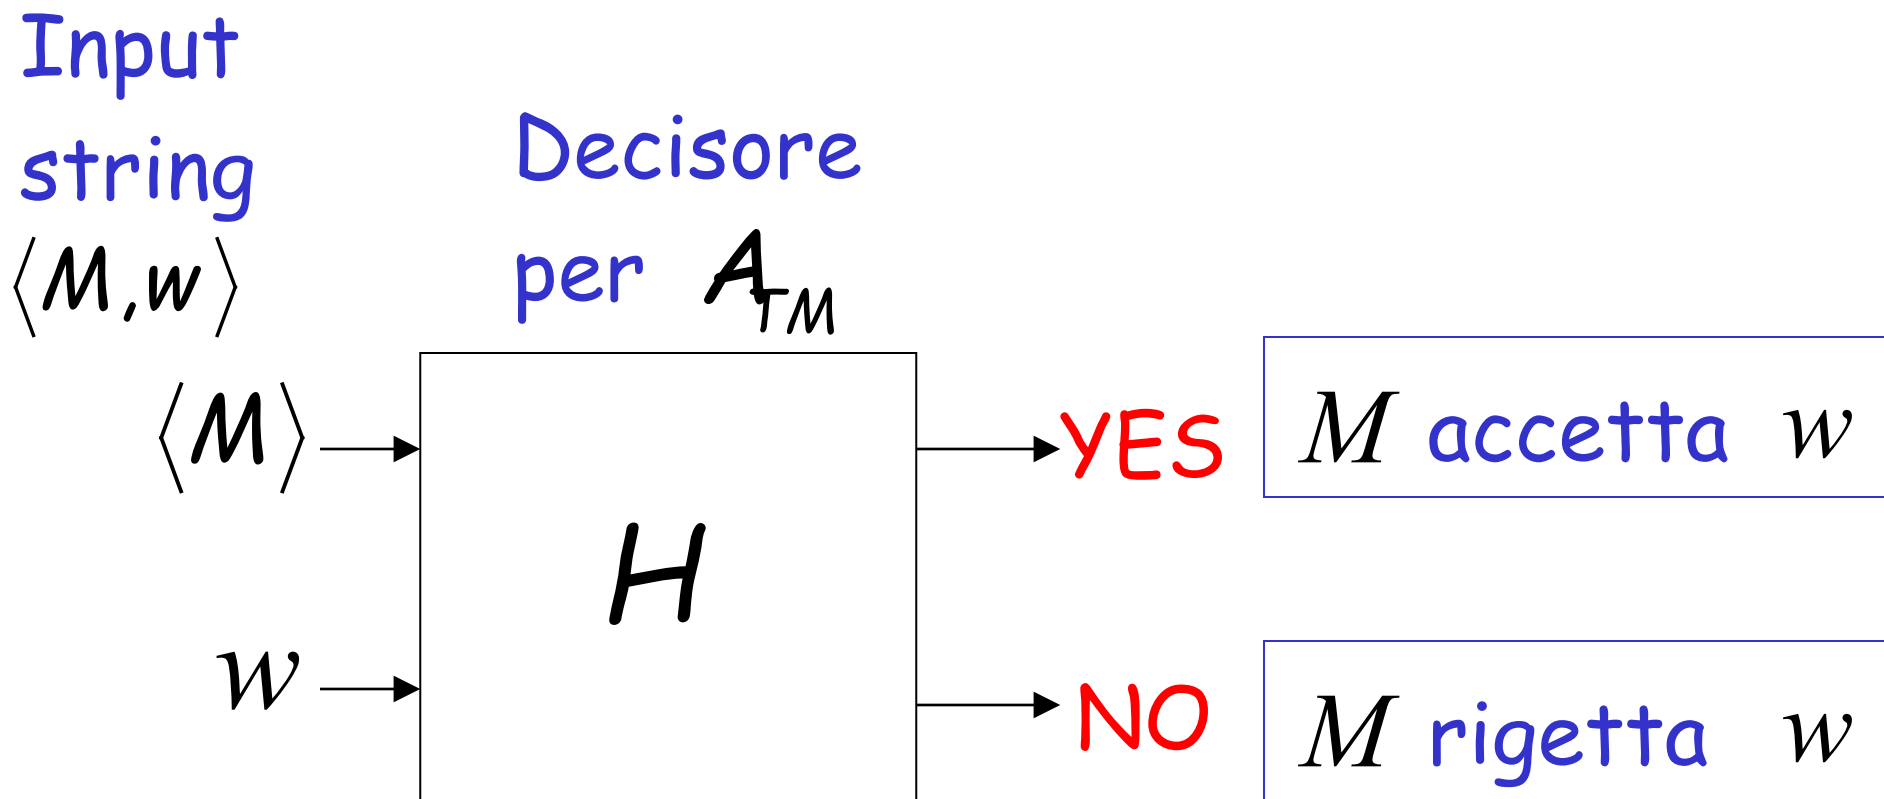 Input
string
⟨M,w⟩
Decisore
per A_TM
⟨M⟩
YES
M accetta w
H
w
NO
M rigetta w